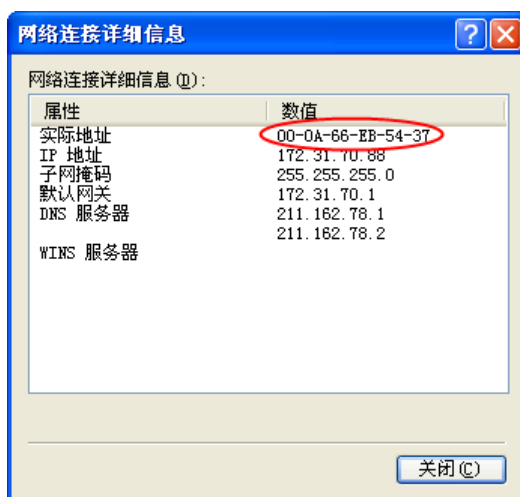 网络连接详细信息
网络连接详细信息(D):
属性 数值
实际地址 00-0A-66-EB-54-37
IP 地址 172.31.70.88
子网掩码 255.255.255.0
默认网关 172.31.70.1
DNS 服务器 211.162.78.1
211.162.78.2
WINS 服务器
关闭(C)